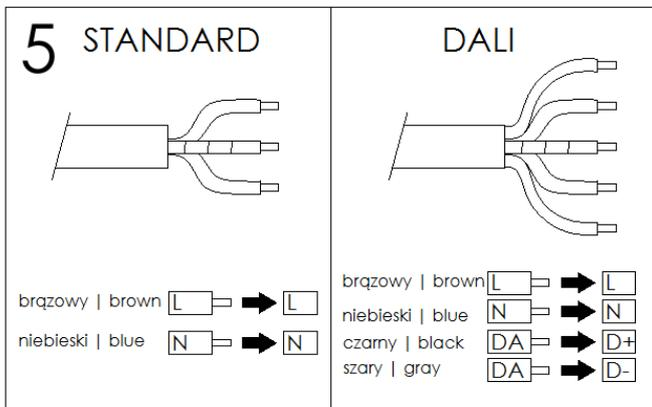 5 STANDARD
brązowy | brown L L
niebieski | blue N N
DALI
brązowy | brown L L
niebieski | blue N N
czarny | black DA D+
szary | gray DA D-